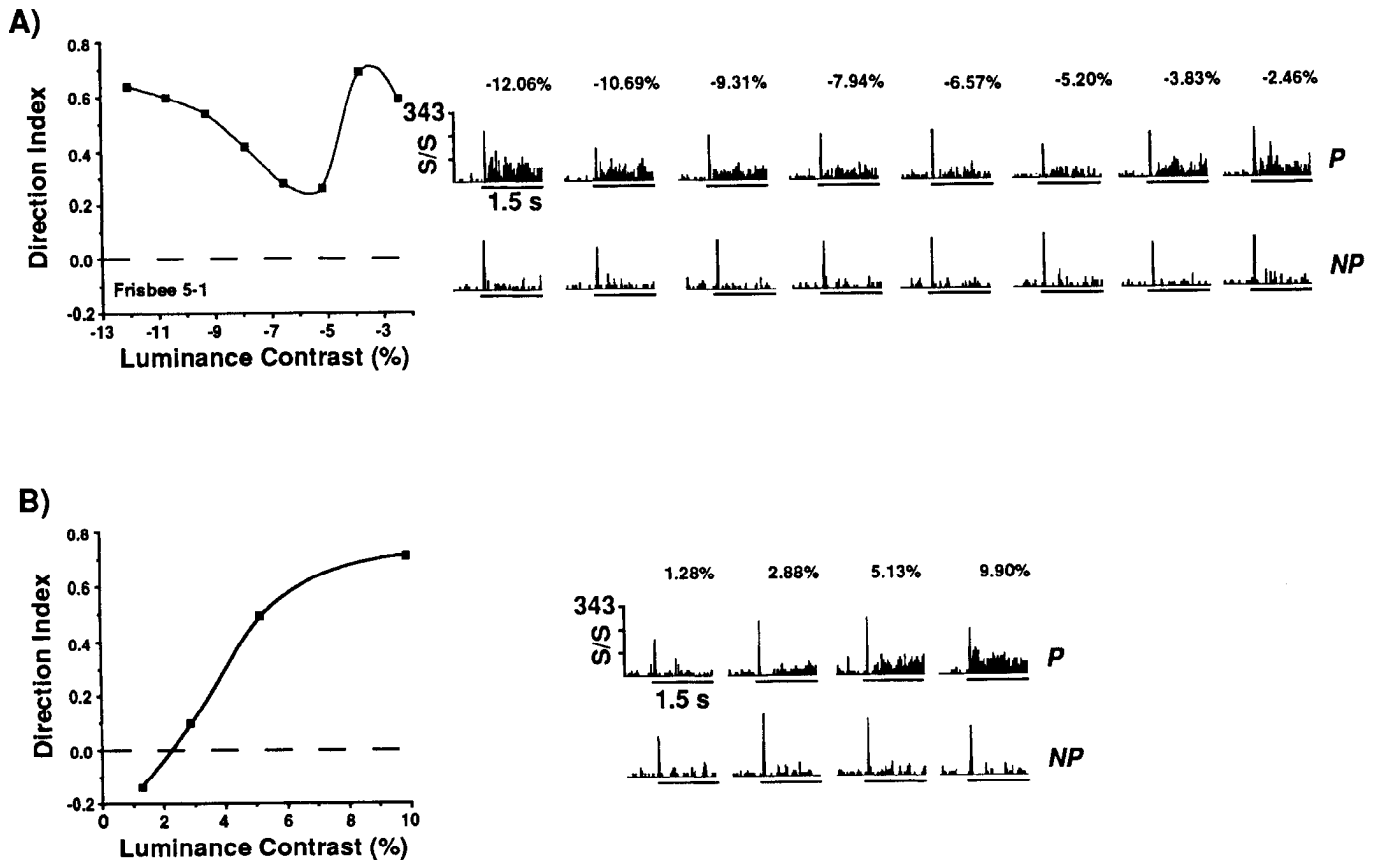 A)
0.8
0.6
0.4
0.2
0.0
-0.2
Direction Index
Frisbee 5-1
-13 -11 -9 -7 -5 -3
Luminance Contrast (%)
-12.06% -10.69% -9.31% -7.94% -6.57% -5.20% -3.83% -2.46%
343
S/S
P
1.5 s
NP
B)
0.8
0.6
0.4
0.2
0.0
-0.2
Direction Index
0 2 4 6 8 10
Luminance Contrast (%)
1.28% 2.88% 5.13% 9.90%
343
S/S
P
1.5 s
NP